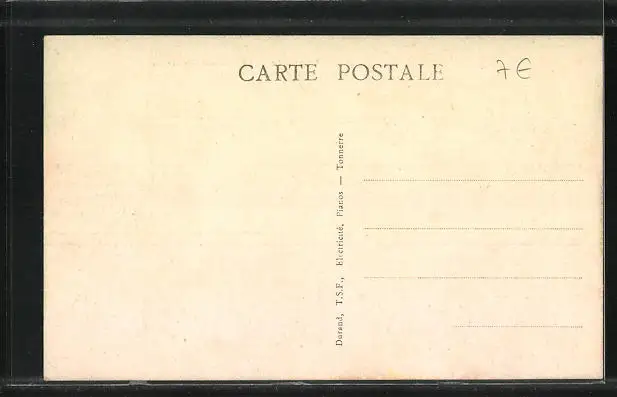 CARTE POSTALE
7€
Durand, T.S.F., Electricité, Pianos — Tonnerre